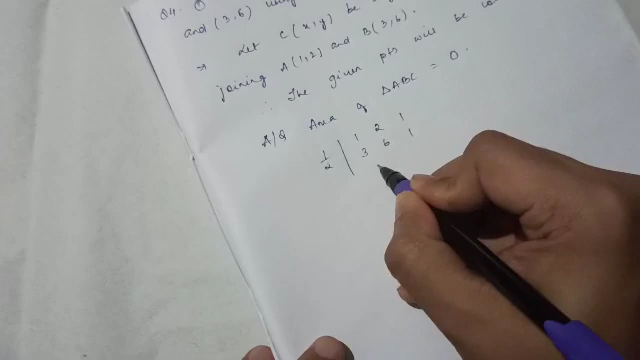 Q4. (i)
and (3,6) using
⇒ Let C(x,y) be
joining A(1,2) and B(3,6).
∴ The given pts will be
A/Q Area of ΔABC = 0.
1 2 1
1/2 | 3 6 1